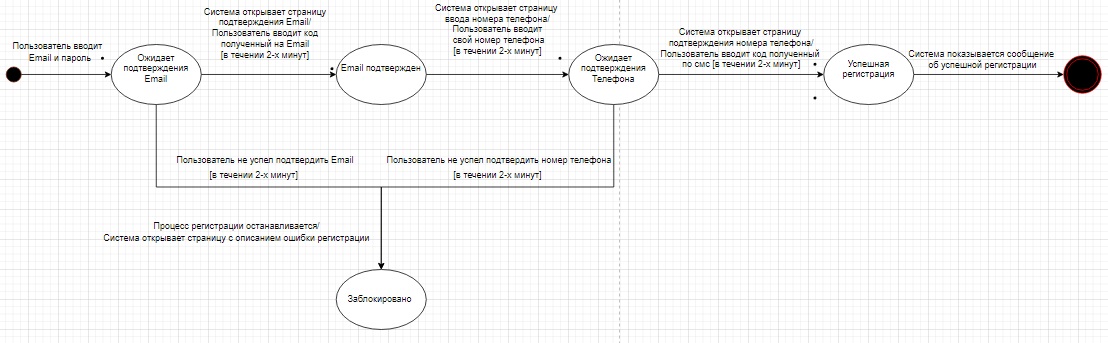 Пользователь вводит
Email и пароль
Ожидает
подтверждения
Email
Система открывает страницу
подтверждения Email/
Пользователь вводит код
полученный на Email
[в течении 2-х минут]
Email подтвержден
Система открывает страницу
ввода номера телефона/
Пользователь вводит
свой номер телефона
[в течении 2-х минут]
Ожидает
подтверждения
Телефона
Система открывает страницу
подтверждения номера телефона/
Пользователь вводит код полученный
по смс [в течении 2-х минут]
Успешная
регистрация
Система показывается сообщение
об успешной регистрации
Пользователь не успел подтвердить Email
[в течении 2-х минут]
Пользователь не успел подтвердить номер телефона
[в течении 2-х минут]
Процесс регистрации останавливается/
Система открывает страницу с описанием ошибки регистрации
Заблокировано